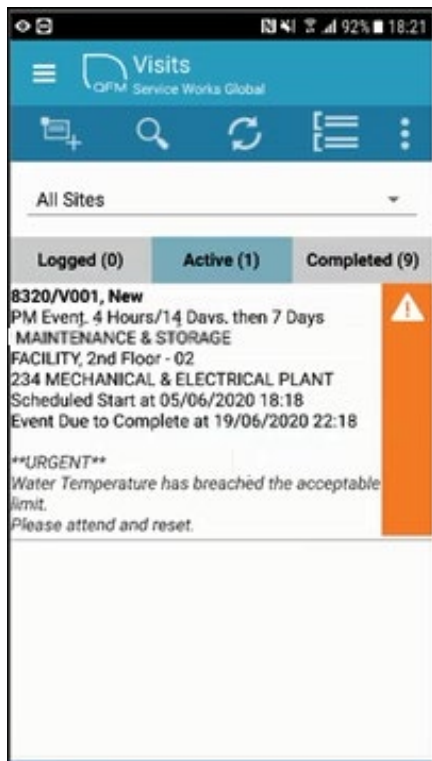 92% 18:21
Visits
QFM Service Works Global
All Sites
Logged (0) Active (1) Completed (9)
8320/V001, New
PM Event, 4 Hours/14 Days, then 7 Days
MAINTENANCE & STORAGE
FACILITY, 2nd Floor - 02
234 MECHANICAL & ELECTRICAL PLANT
Scheduled Start at 05/06/2020 18:18
Event Due to Complete at 19/06/2020 22:18
**URGENT**
Water Temperature has breached the acceptable
limit.
Please attend and reset.